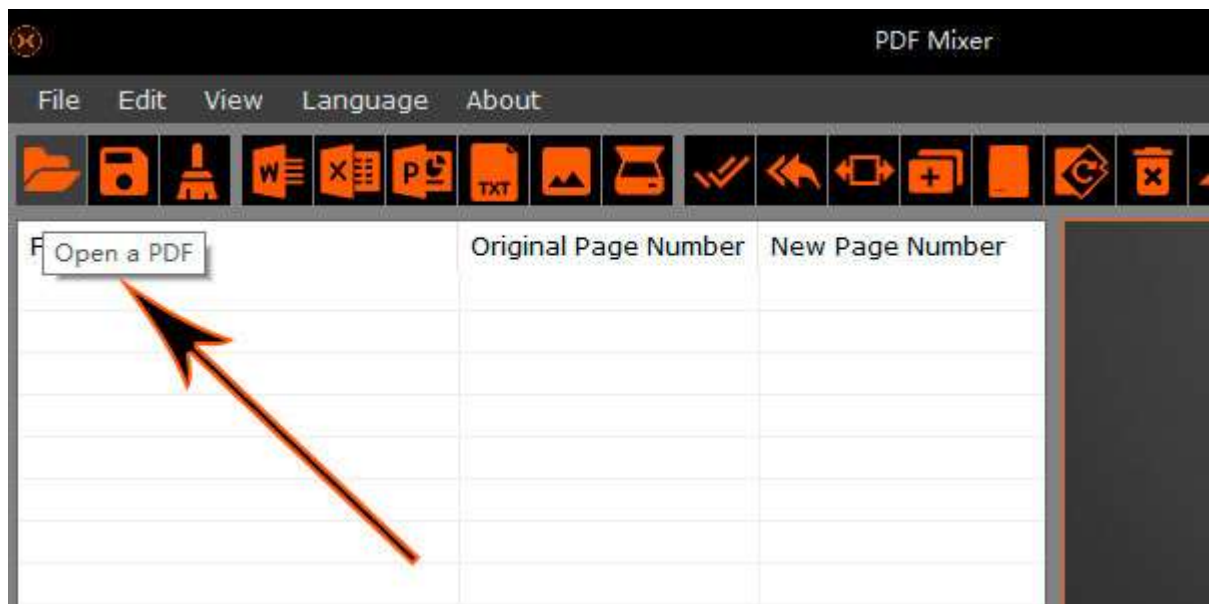 PDF Mixer
File Edit View Language About
W X P TXT
F Open a PDF Original Page Number New Page Number